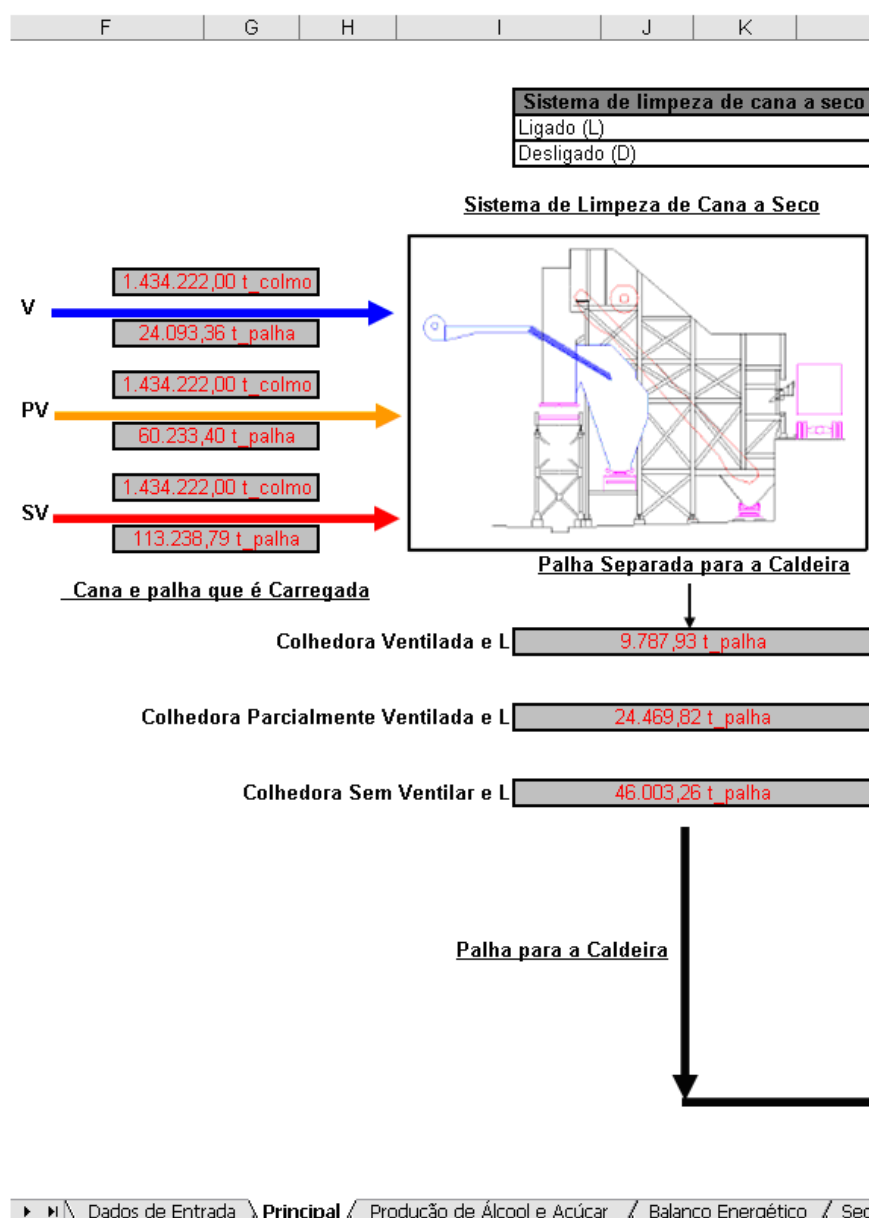 F G H I J K
Sistema de limpeza de cana a seco
Ligado (L)
Desligado (D)
Sistema de Limpeza de Cana a Seco
1.434.222,00 t_colmo
V
24.093,36 t_palha
1.434.222,00 t_colmo
PV
60.233,40 t_palha
1.434.222,00 t_colmo
SV
113.238,79 t_palha
Palha Separada para a Caldeira
Cana e palha que é Carregada
Colhedora Ventilada e L 9.787,93 t_palha
Colhedora Parcialmente Ventilada e L 24.469,82 t_palha
Colhedora Sem Ventilar e L 46.003,26 t_palha
Palha para a Caldeira
Dados de Entrada Principal Produção de Álcool e Açúcar Balanço Energético Sec